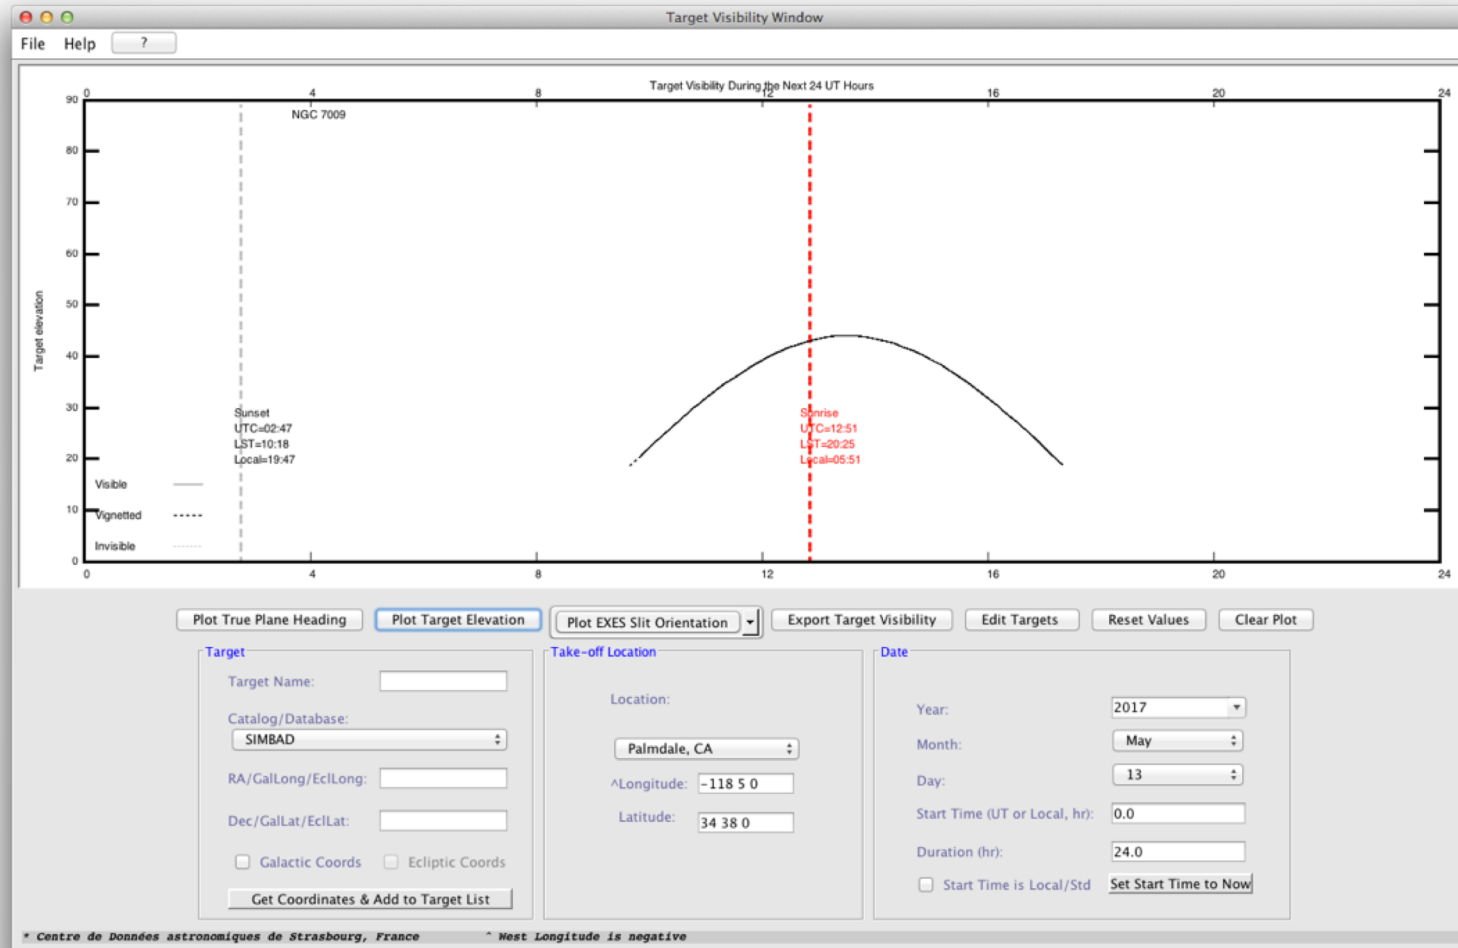 Target Visibility Window
File Help ?
Target Visibility During the Next 24 UT Hours
0 4 8 12 16 20 24
NGC 7009
90
80
70
60
50
40
30
20
10
0
Target elevation
Sunset
UTC=02:47
LST=10:18
Local=19:47
Sunrise
UTC=12:51
LST=20:25
Local=05:51
Visible
Vignetted
Invisible
0 4 8 12 16 20 24
Plot True Plane Heading Plot Target Elevation Plot EXES Slit Orientation Export Target Visibility Edit Targets Reset Values Clear Plot
Target
Target Name:
Catalog/Database:
SIMBAD
RA/GalLong/EclLong:
Dec/GalLat/EclLat:
Galactic Coords Ecliptic Coords
Get Coordinates & Add to Target List
Take-off Location
Location:
Palmdale, CA
^Longitude: -118 5 0
Latitude: 34 38 0
Date
Year: 2017
Month: May
Day: 13
Start Time (UT or Local, hr): 0.0
Duration (hr): 24.0
Start Time is Local/Std Set Start Time to Now
* Centre de Données astronomiques de Strasbourg, France ^ West Longitude is negative